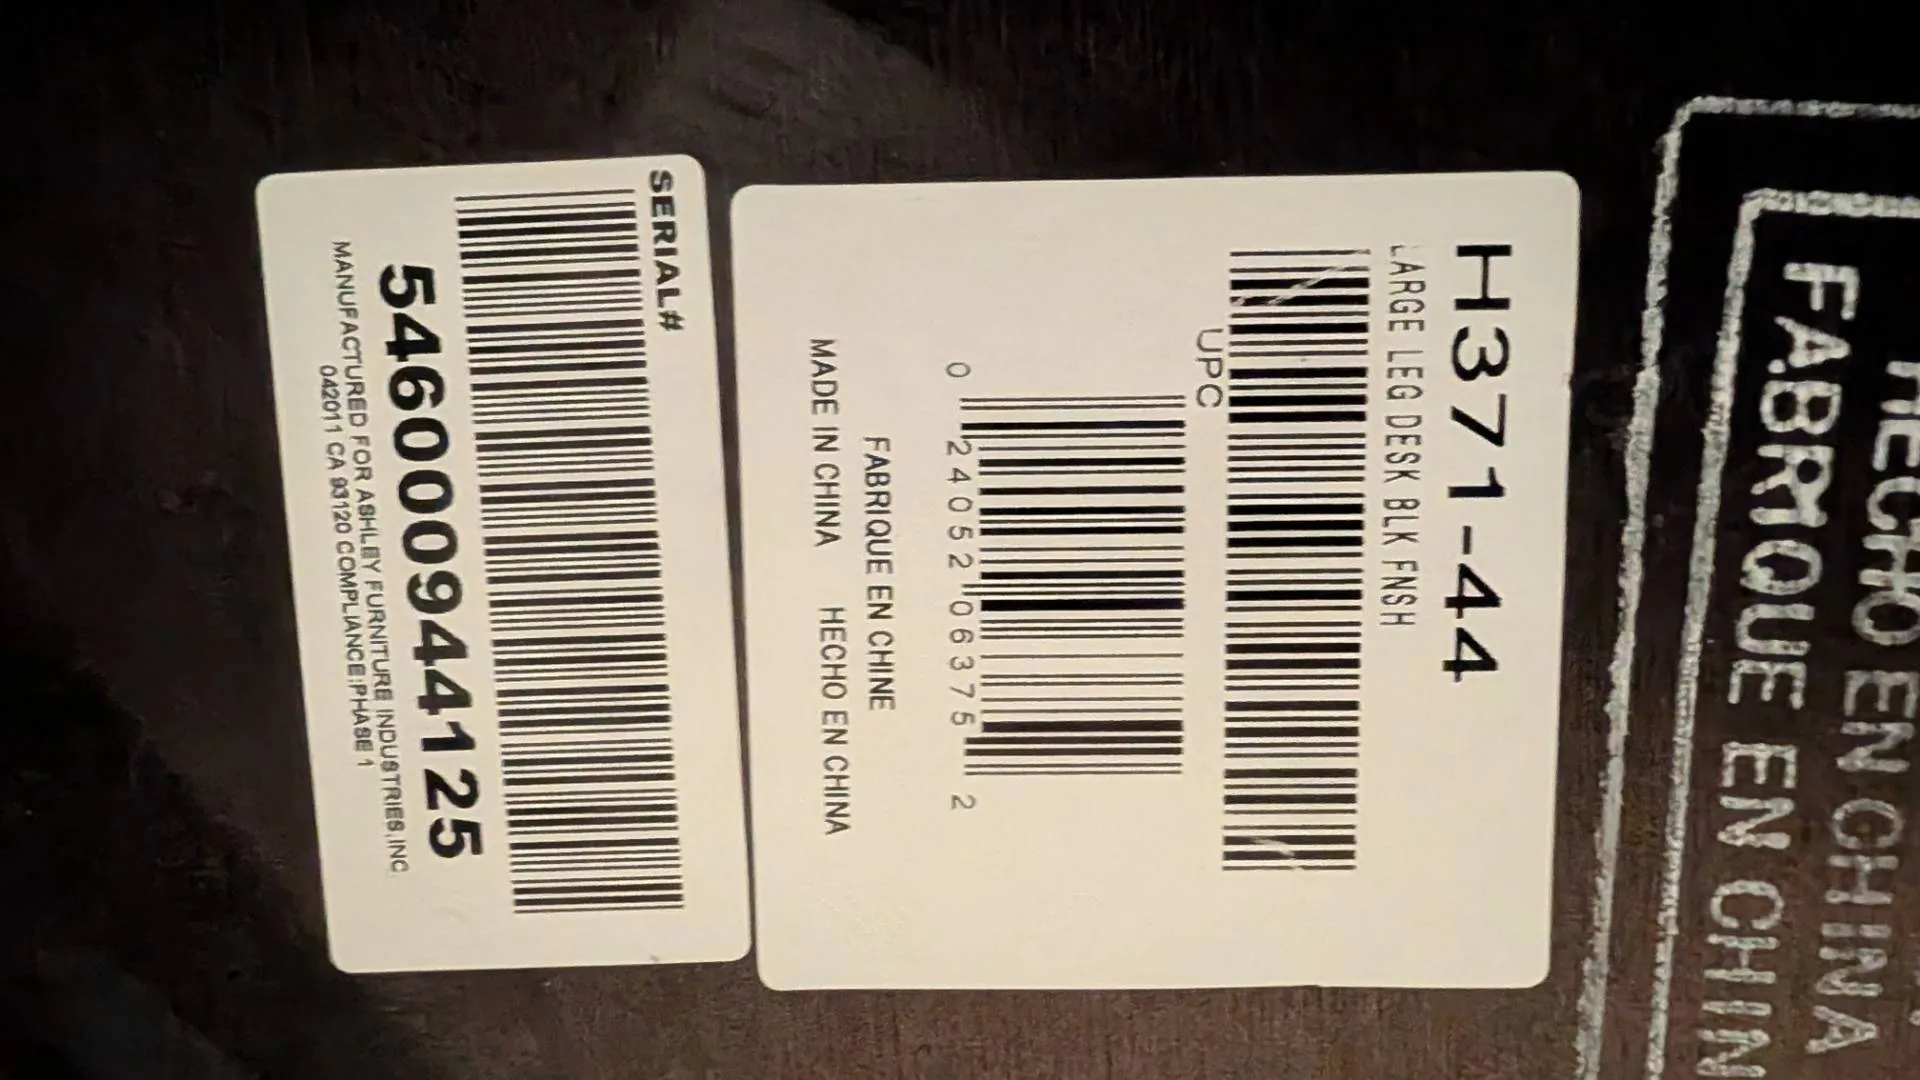 H371-44
LARGE LEG DESK BLK FNSH
UPC
0 24052 06375 2
FABRIQUE EN CHINE
MADE IN CHINA HECHO EN CHINA
SERIAL#
546000944125
MANUFACTURED FOR ASHLEY FURNITURE INDUSTRIES,INC.
042011 CA 93120 COMPLIANCE:PHASE 1
HECHO EN CHINA
FABRIQUE EN CHIN